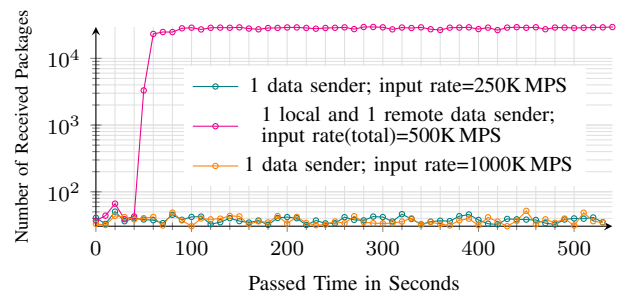 Number of Received Packages
10^4
10^3
10^2
1 data sender; input rate=250K MPS
1 local and 1 remote data sender;
input rate(total)=500K MPS
1 data sender; input rate=1000K MPS
0 100 200 300 400 500
Passed Time in Seconds